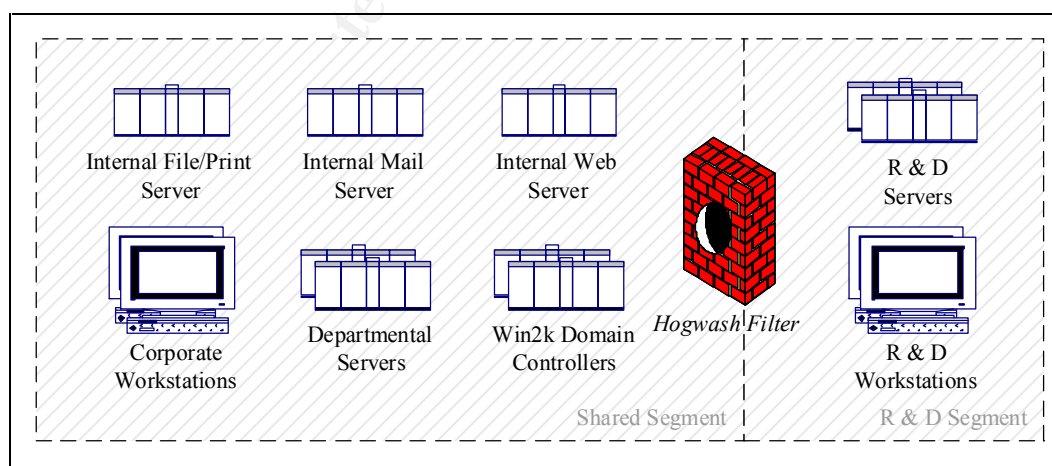 Internal File/Print
Server
Internal Mail
Server
Internal Web
Server
R & D
Servers
Hogwash Filter
Corporate
Workstations
Departmental
Servers
Win2k Domain
Controllers
R & D
Workstations
Shared Segment
R & D Segment